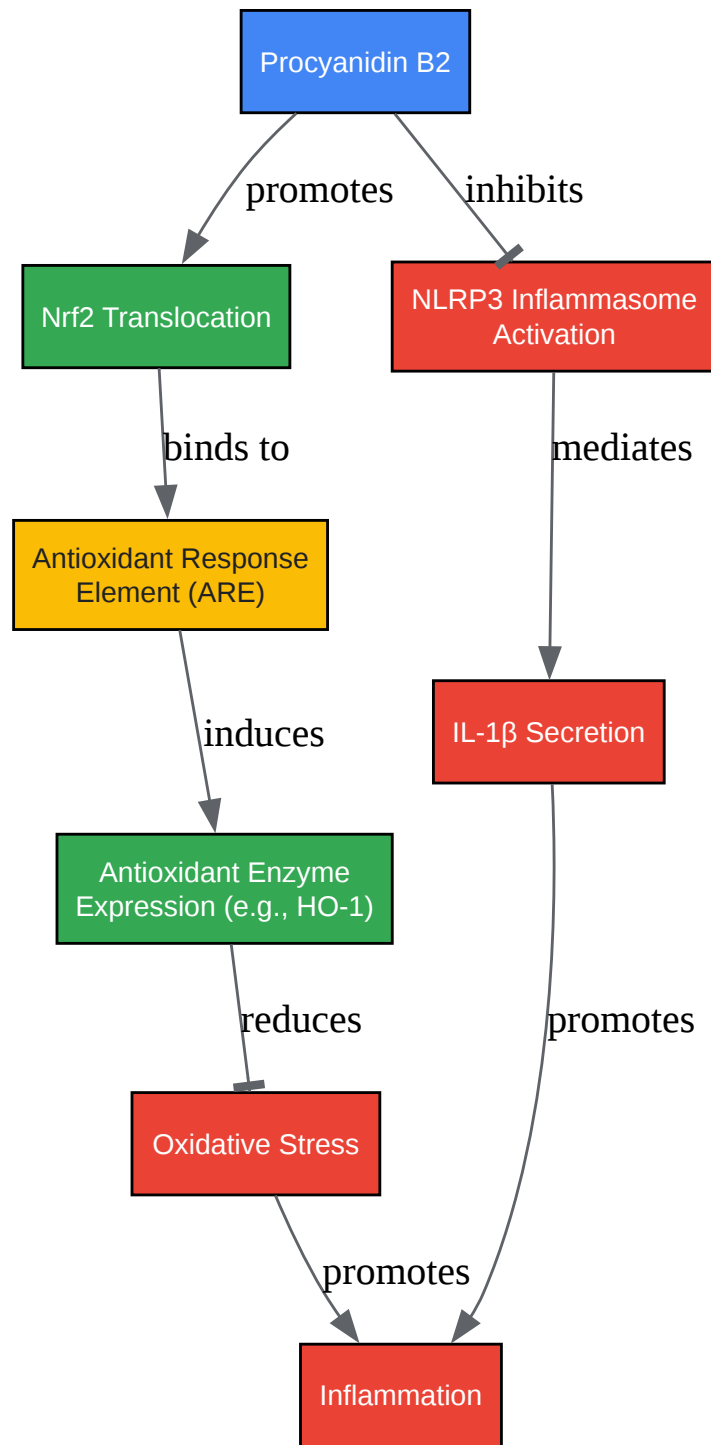 Procyanidin B2
promotes
inhibits
Nrf2 Translocation
NLRP3 Inflammasome
Activation
binds to
mediates
Antioxidant Response
Element (ARE)
induces
IL-1β Secretion
Antioxidant Enzyme
Expression (e.g., HO-1)
reduces
promotes
Oxidative Stress
promotes
Inflammation